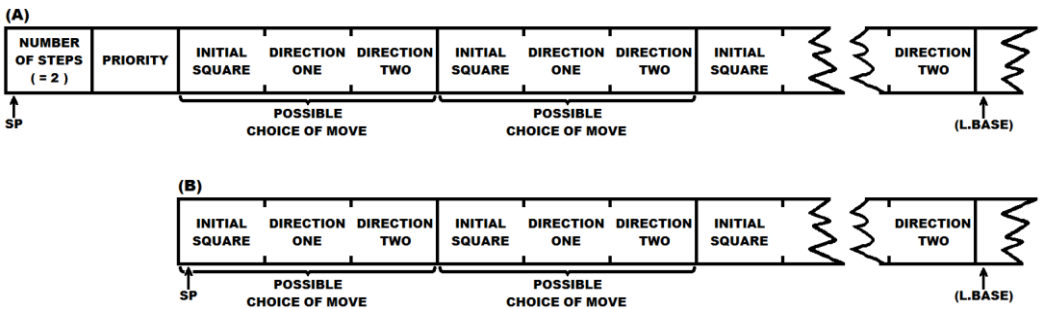 (A)
NUMBER OF STEPS ( = 2 ) PRIORITY INITIAL SQUARE DIRECTION ONE DIRECTION TWO INITIAL SQUARE DIRECTION ONE DIRECTION TWO INITIAL SQUARE DIRECTION TWO
POSSIBLE CHOICE OF MOVE POSSIBLE CHOICE OF MOVE
SP (L.BASE)
(B)
INITIAL SQUARE DIRECTION ONE DIRECTION TWO INITIAL SQUARE DIRECTION ONE DIRECTION TWO INITIAL SQUARE DIRECTION TWO
POSSIBLE CHOICE OF MOVE POSSIBLE CHOICE OF MOVE
SP (L.BASE)